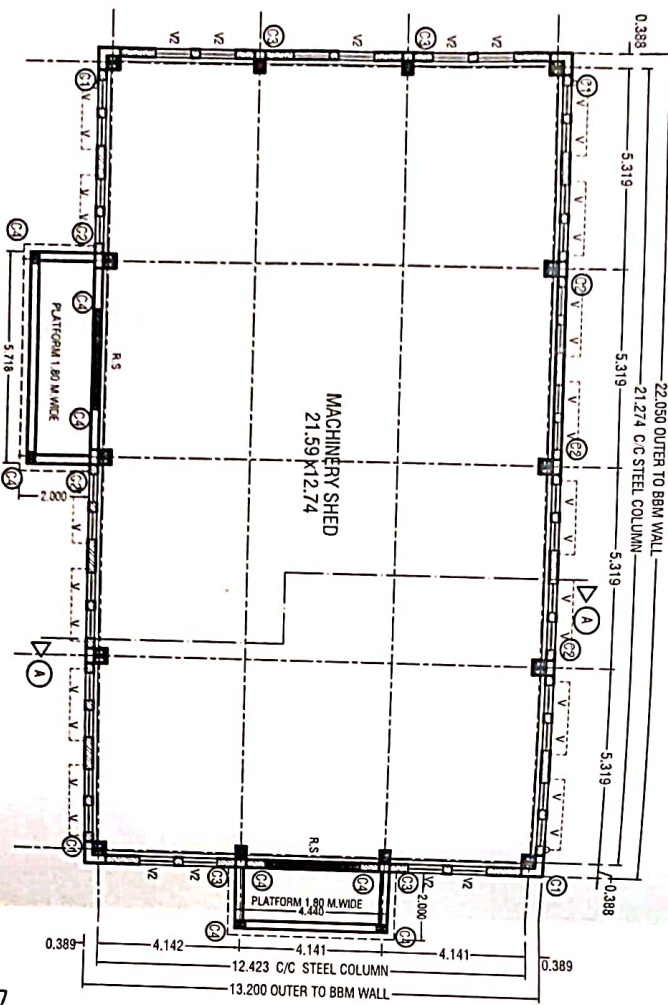 V2
C3
V2
C3
V2
V2
0.388
C1
V
V
C1
V
V
5.319
C4
C2
C4
PLATFORM 1.80 M.WIDE
5.718
R.S
C4
C4
C2
2.000
C2
V
V
5.319
MACHINERY SHED
21.59 x12.74
V
C2
V
5.319
22.050 OUTER TO BBM WALL
21.274 C/C STEEL COLUMN
V
V
A
A
V
V
C2
V
V
5.319
V
V
C1
V2
V2
C3
R.S
C4
C4
C3
V2
V2
C1
0.388
PLATFORM 1.80 M.WIDE
4.440
2.000
C4
C4
0.389
4.142
4.141
4.141
0.389
12.423 C/C STEEL COLUMN
13.200 OUTER TO BBM WALL